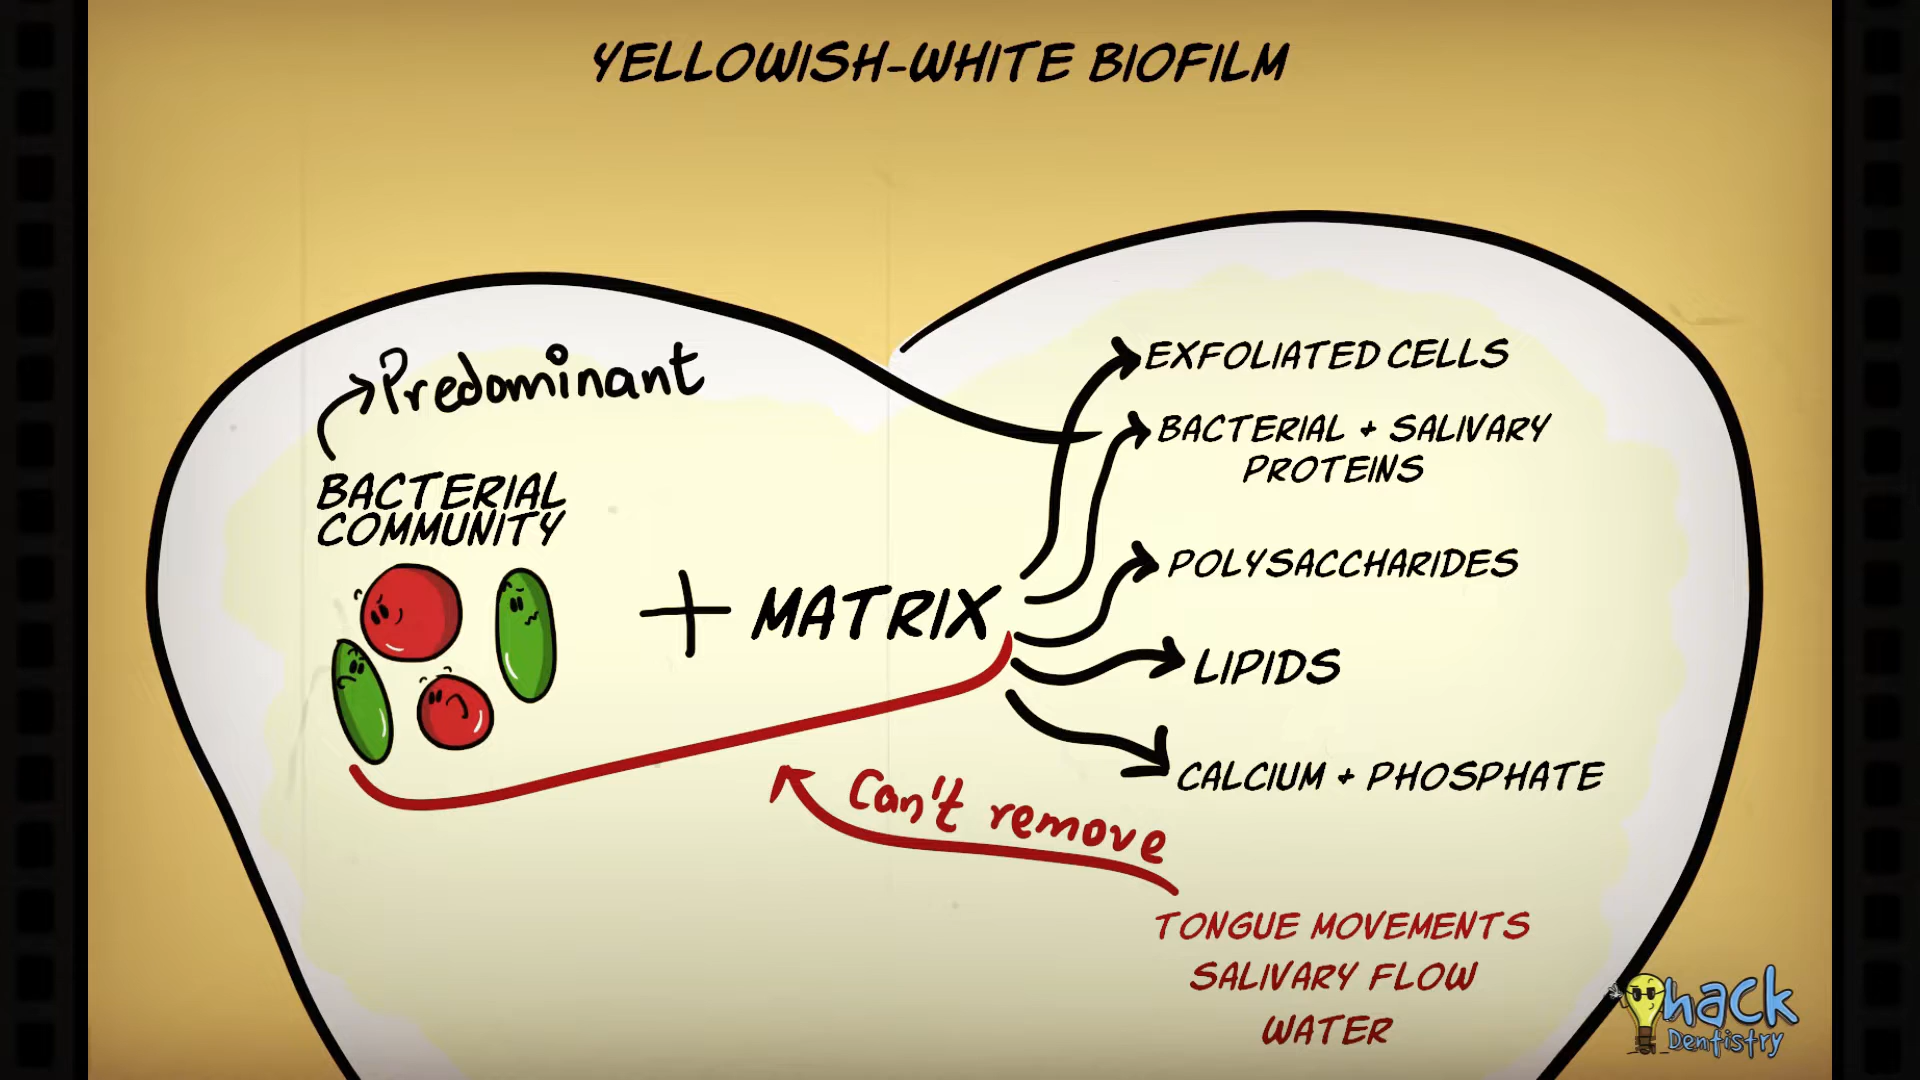 YELLOWISH-WHITE BIOFILM
Predominant
BACTERIAL
COMMUNITY
+ MATRIX
EXFOLIATED CELLS
BACTERIAL + SALIVARY
PROTEINS
POLYSACCHARIDES
LIPIDS
CALCIUM + PHOSPHATE
Can't remove
TONGUE MOVEMENTS
SALIVARY FLOW
WATER
hack
Dentistry